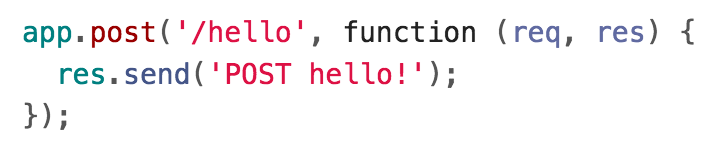 app.post('/hello', function (req, res) {
  res.send('POST hello!');
});